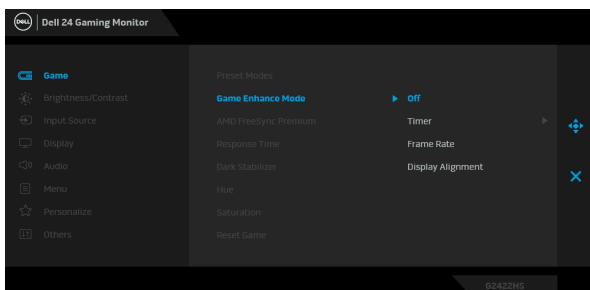 DELL
Dell 24 Gaming Monitor
Game
Brightness/Contrast
Input Source
Display
Audio
Menu
Personalize
Others
Preset Modes
Game Enhance Mode
AMD FreeSync Premium
Response Time
Dark Stabilizer
Hue
Saturation
Reset Game
Off
Timer
Frame Rate
Display Alignment
G2422HS